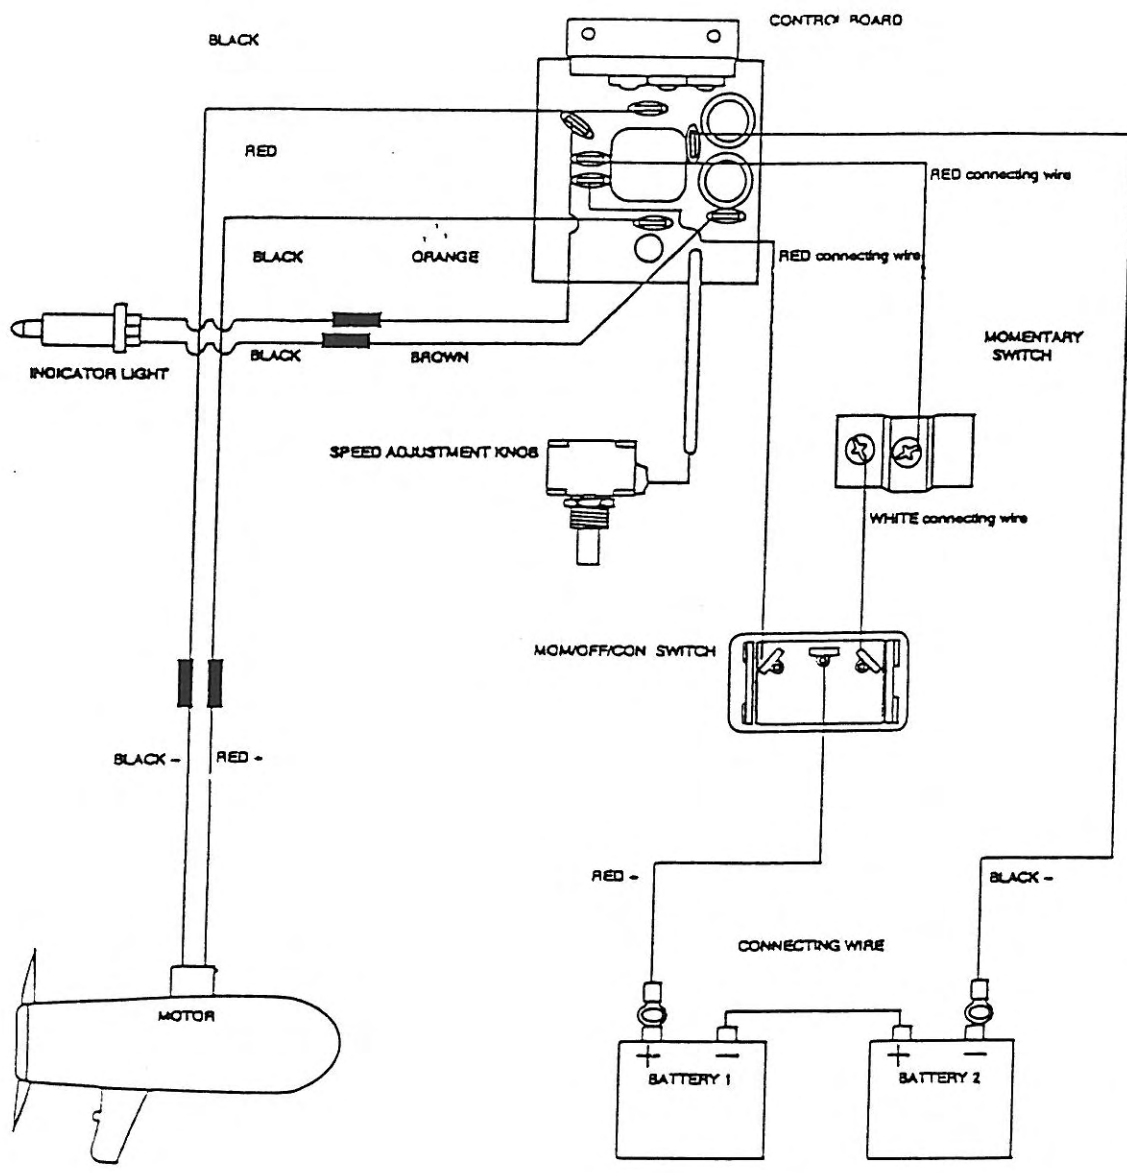 CONTROL BOARD
BLACK
RED
RED connecting wire
BLACK
ORANGE
RED connecting wire
MOMENTARY
SWITCH
BLACK
BROWN
INDICATOR LIGHT
SPEED ADJUSTMENT KNOB
WHITE connecting wire
MOM/OFF/CON SWITCH
BLACK -
RED +
RED +
BLACK -
CONNECTING WIRE
MOTOR
+ -
+ -
BATTERY 1
BATTERY 2